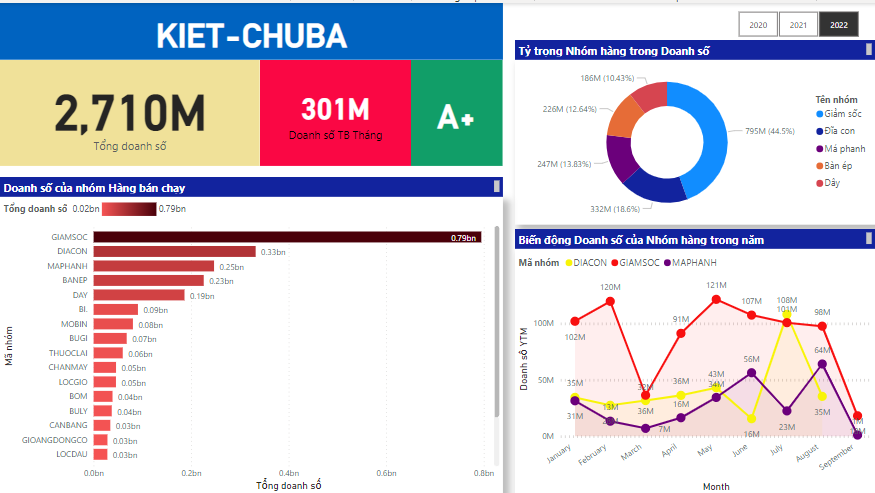 KIET-CHUBA
2,710M
Tổng doanh số
301M
Doanh số TB Tháng
A+
2020
2021
2022
Tỷ trọng Nhóm hàng trong Doanh số
186M (10.43%)
226M (12.64%)
247M (13.83%)
332M (18.6%)
795M (44.5%)
Tên nhóm
Giảm sốc
Đĩa con
Má phanh
Bàn ép
Dây
Doanh số của nhóm Hàng bán chạy
Tổng doanh số 0.02bn 0.79bn
Mã nhóm
GIAMSOC 0.79bn
DIACON 0.33bn
MAPHANH 0.25bn
BANEP 0.23bn
DAY 0.19bn
BI. 0.09bn
MOBIN 0.08bn
BUGI 0.07bn
THUOCLAI 0.06bn
CHANMAY 0.05bn
LOCGIO 0.05bn
BOM 0.04bn
BULY 0.04bn
CANBANG 0.03bn
GIOANGDONGCO 0.03bn
LOCDAU 0.03bn
0.0bn 0.2bn 0.4bn 0.6bn 0.8bn
Tổng doanh số
Biến động Doanh số của Nhóm hàng trong năm
Mã nhóm DIACON GIAMSOC MAPHANH
Doanh số YTM
100M
50M
0M
102M
120M
32M
91M
121M
107M
101M
98M
35M
13M
36M
36M
43M
16M
108M
35M
31M
7M
16M
34M
56M
23M
64M
January February March April May June July August September
Month